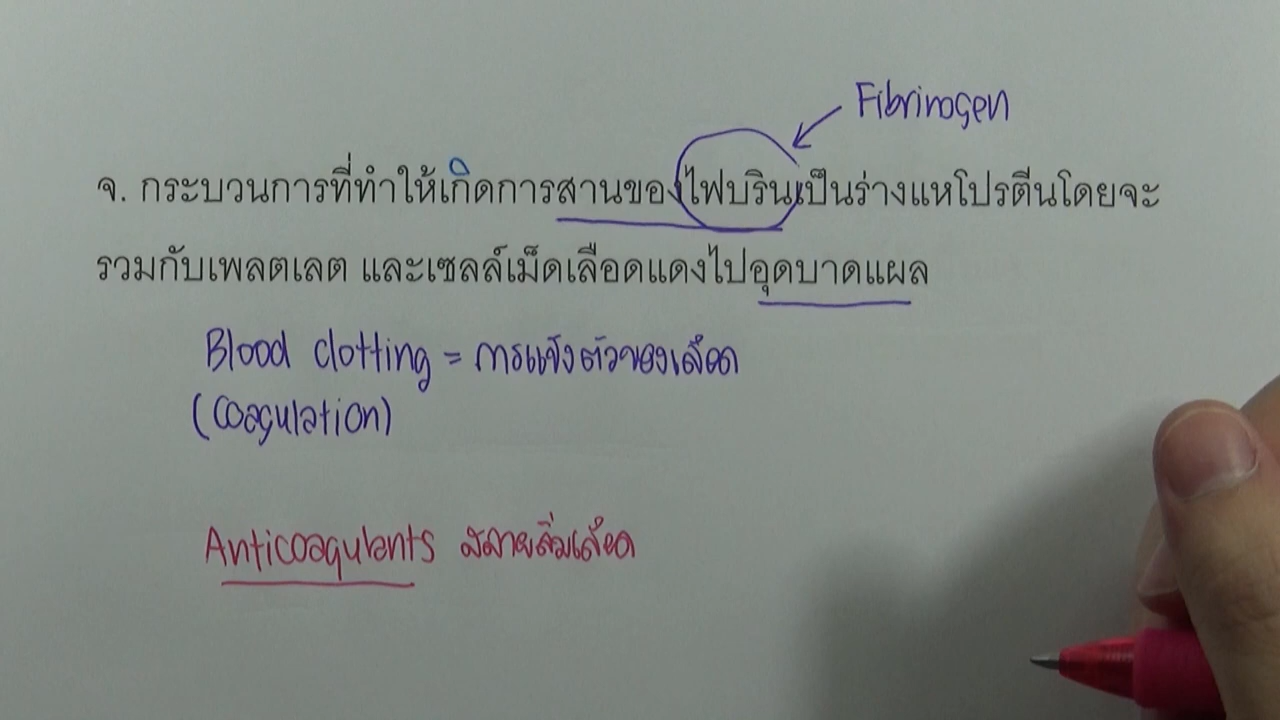 Fibrinogen
จ. กระบวนการที่ทำให้เกิดการสานของไฟบรินเป็นร่างแหโปรตีนโดยจะ
รวมกับเพลตเลต และเซลล์เม็ดเลือดแดงไปอุดบาดแผล
Blood clotting = การแข็งตัวของเลือด
(coagulation)
Anticoagulants สลายลิ่มเลือด